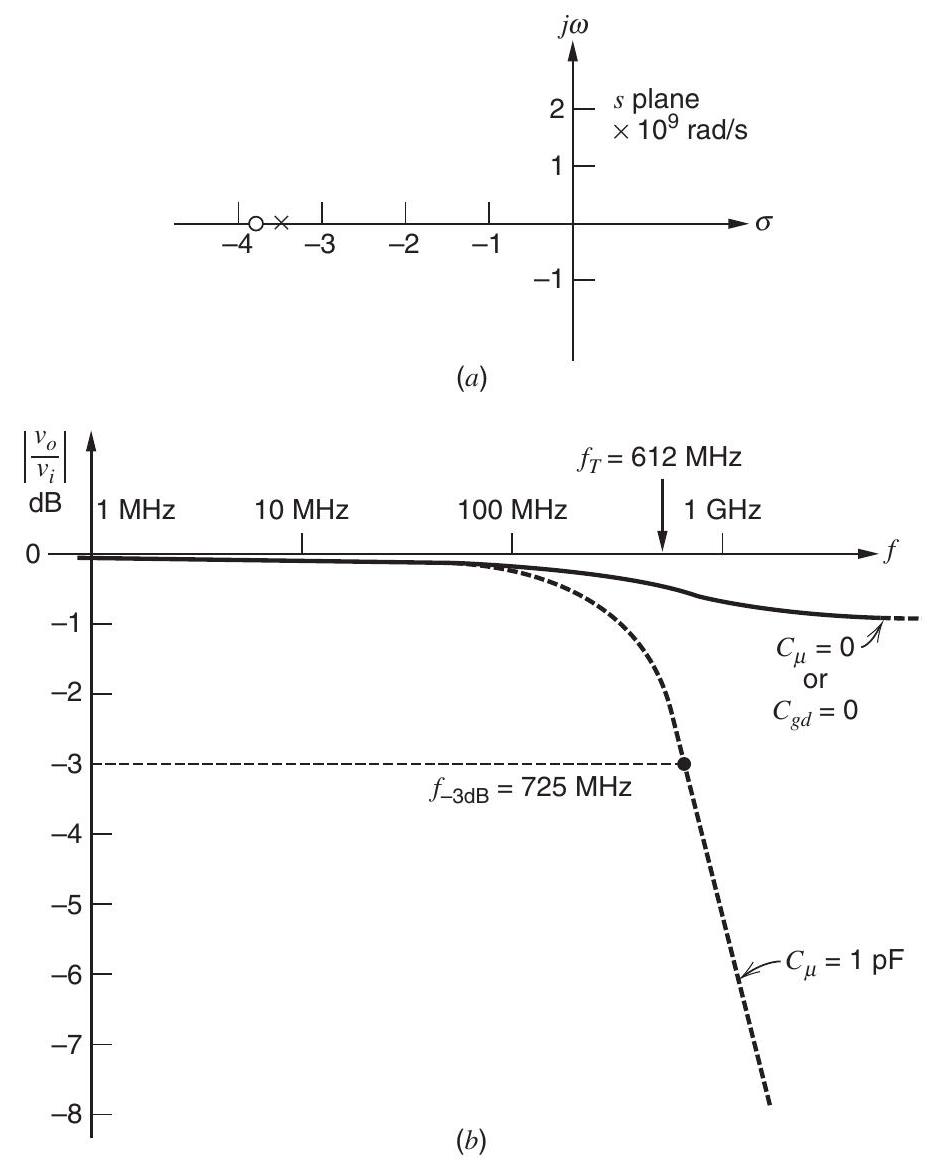 jω
2
s plane
× 10⁹ rad/s
1
σ
–4 –3 –2 –1
–1
(a)
|v_o/v_i|
dB
f_T = 612 MHz
1 MHz 10 MHz 100 MHz 1 GHz
0
f
–1
C_μ = 0
or
C_gd = 0
–2
–3
f_–3dB = 725 MHz
–4
–5
–6
C_μ = 1 pF
–7
–8
(b)